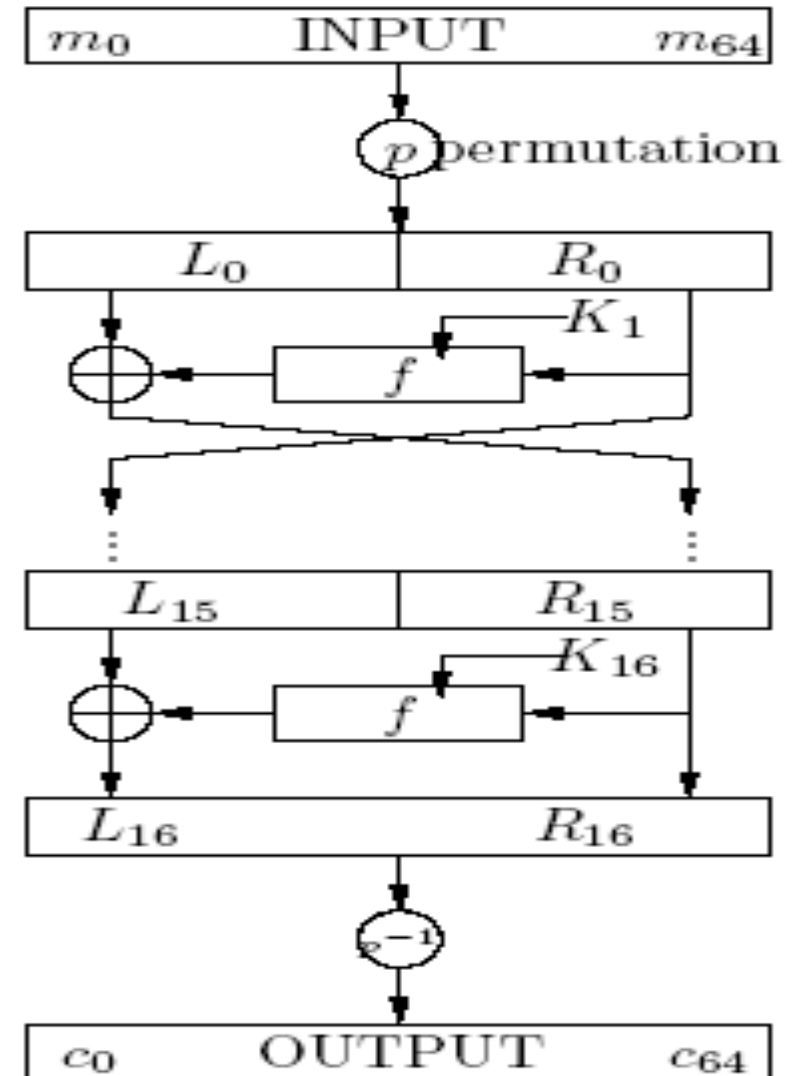 m₀ INPUT m₆₄
p permutation
L₀ R₀
K₁
f
⋮ ⋮
L₁₅ R₁₅
K₁₆
f
L₁₆ R₁₆
p⁻¹
c₀ OUTPUT c₆₄